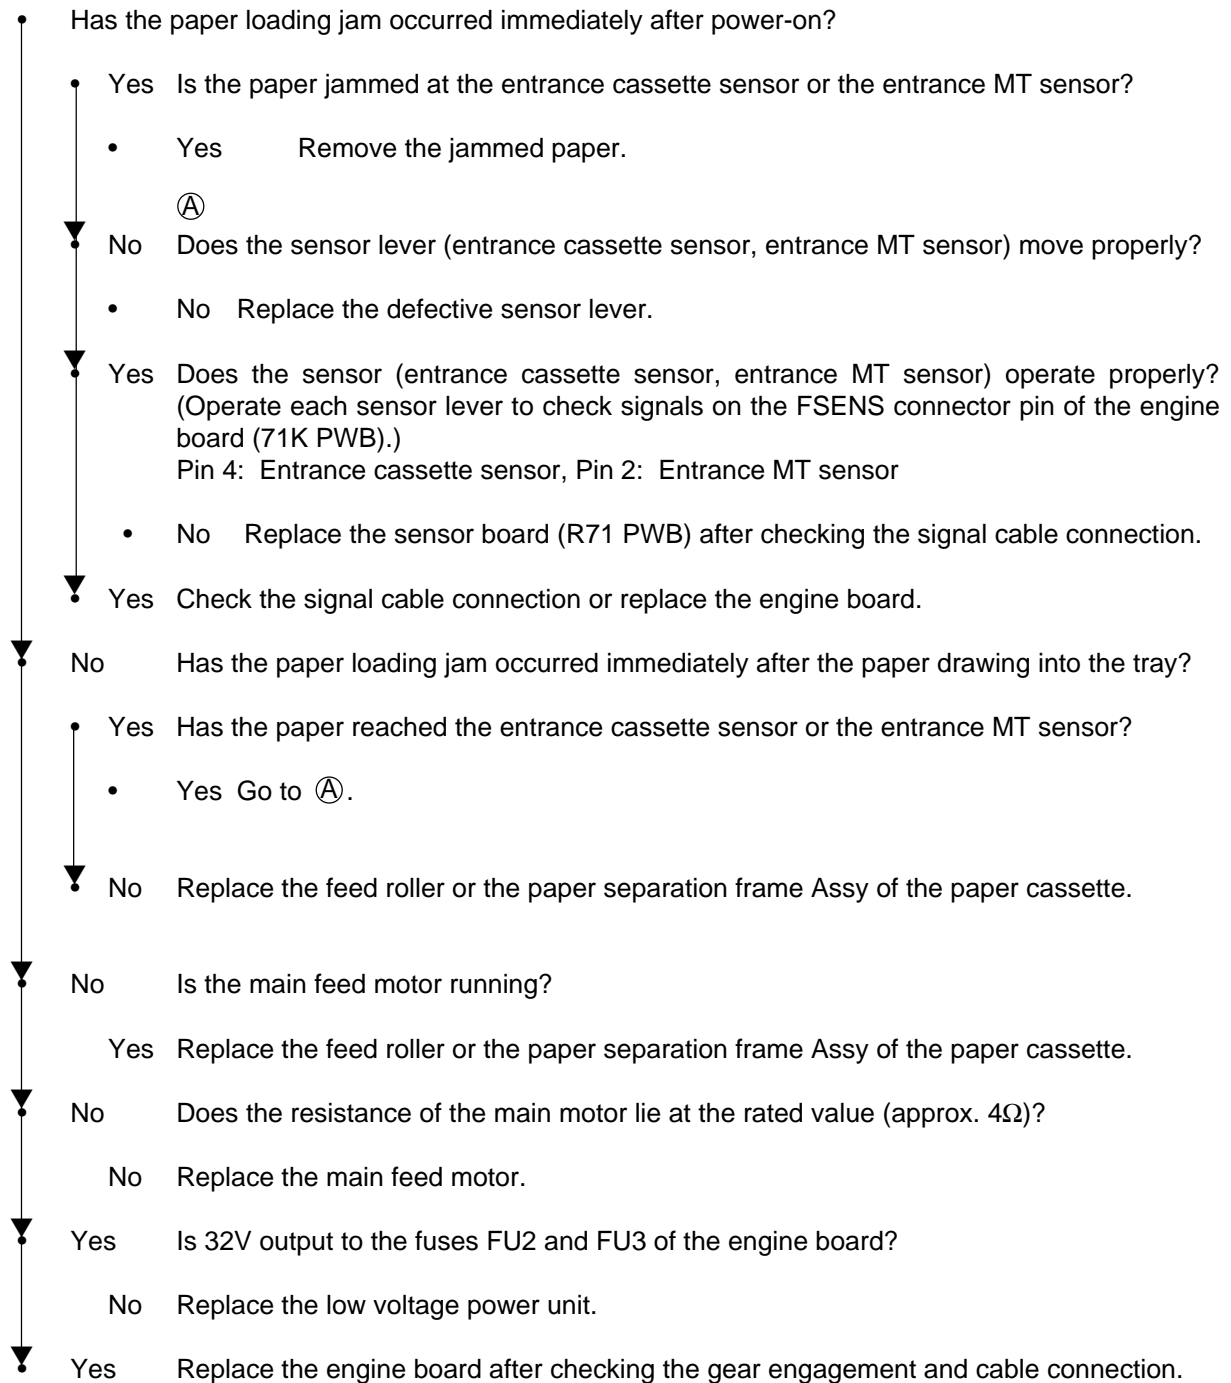 • Has the paper loading jam occurred immediately after power-on?
• Yes Is the paper jammed at the entrance cassette sensor or the entrance MT sensor?
• Yes Remove the jammed paper.
Ⓐ
• No Does the sensor lever (entrance cassette sensor, entrance MT sensor) move properly?
• No Replace the defective sensor lever.
• Yes Does the sensor (entrance cassette sensor, entrance MT sensor) operate properly?
(Operate each sensor lever to check signals on the FSENS connector pin of the engine
board (71K PWB).)
Pin 4: Entrance cassette sensor, Pin 2: Entrance MT sensor
• No Replace the sensor board (R71 PWB) after checking the signal cable connection.
• Yes Check the signal cable connection or replace the engine board.
• No Has the paper loading jam occurred immediately after the paper drawing into the tray?
• Yes Has the paper reached the entrance cassette sensor or the entrance MT sensor?
• Yes Go to Ⓐ.
• No Replace the feed roller or the paper separation frame Assy of the paper cassette.
• No Is the main feed motor running?
Yes Replace the feed roller or the paper separation frame Assy of the paper cassette.
• No Does the resistance of the main motor lie at the rated value (approx. 4Ω)?
No Replace the main feed motor.
• Yes Is 32V output to the fuses FU2 and FU3 of the engine board?
No Replace the low voltage power unit.
• Yes Replace the engine board after checking the gear engagement and cable connection.